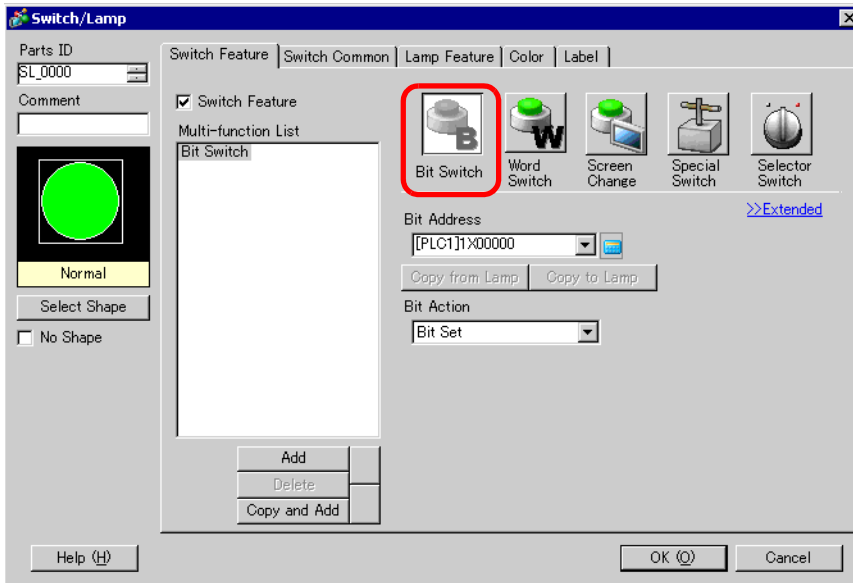 Switch/Lamp
Parts ID
SL_0000
Comment
Normal
Select Shape
No Shape
Help (H)
Switch Feature
Switch Common
Lamp Feature
Color
Label
Switch Feature
Multi-function List
Bit Switch
Add
Delete
Copy and Add
B
Bit Switch
W
Word
Switch
Screen
Change
Special
Switch
Selector
Switch
>>Extended
Bit Address
[PLC1]1X00000
Copy from Lamp
Copy to Lamp
Bit Action
Bit Set
OK (O)
Cancel